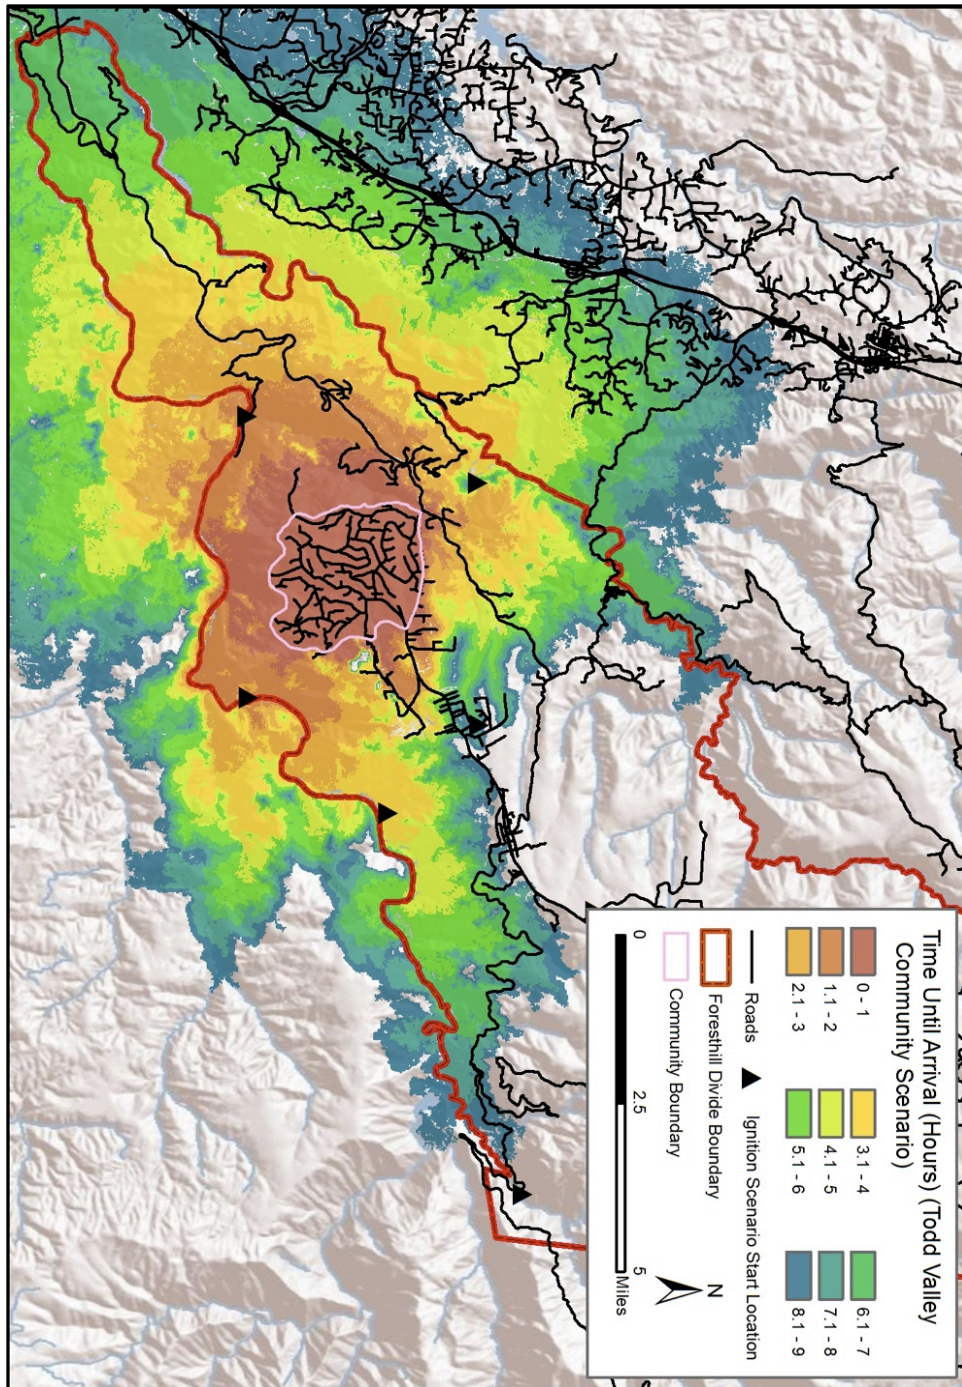 Time Until Arrival (Hours) (Todd Valley
Community Scenario)
0 - 1
1.1 - 2
2.1 - 3
3.1 - 4
4.1 - 5
5.1 - 6
6.1 - 7
7.1 - 8
8.1 - 9
Roads
Ignition Scenario Start Location
Foresthill Divide Boundary
Community Boundary
0
2.5
5
Miles
N